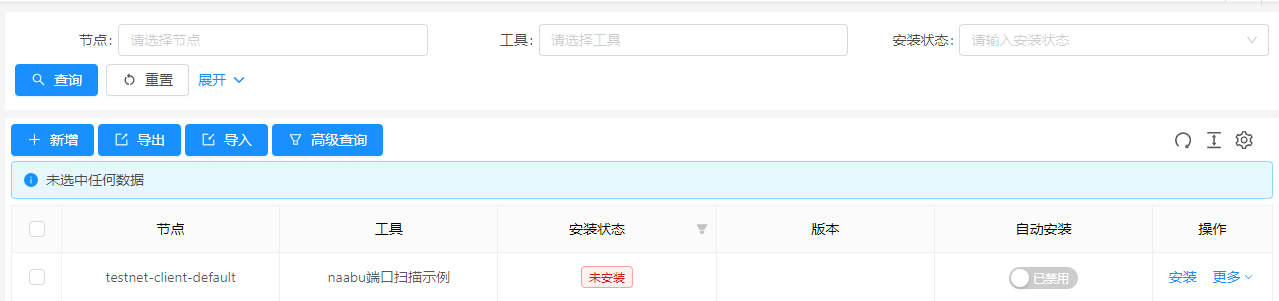 节点: 请选择节点 工具: 请选择工具 安装状态: 请输入安装状态
查询 重置 展开
新增 导出 导入 高级查询
未选中任何数据
节点 工具 安装状态 版本 自动安装 操作
testnet-client-default naabu端口扫描示例 未安装 已禁用 安装 更多